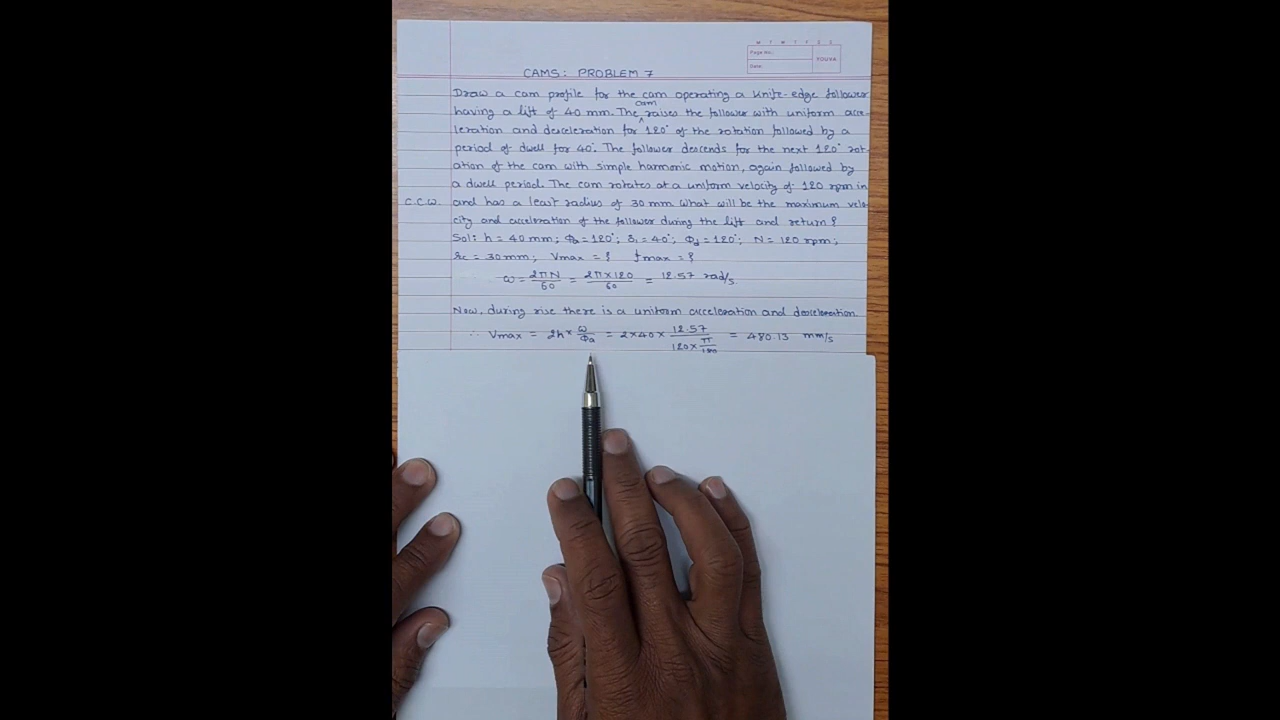 M T W T F S S
Page No.:
YOUVA
Date:
CAMS: PROBLEM 7
Draw a cam profile for the cam operating a knife-edge follower
cam
having a lift of 40 mm. The ^ raises the follower with uniform acce-
leration and desceleration for 120° of the rotation followed by a
period of dwell for 40°. The follower descends for the next 120° rot-
ation of the cam with simple harmonic motion, again followed by
a dwell period. The cam rotates at a uniform velocity of 120 rpm in
C.C.W. and has a least radius of 30 mm. What will be the maximum velo-
city and acceleration of the follower during the lift and return?
Sol: h = 40 mm; Φa = 120°; δ1 = 40°; Φd = 120°; N = 120 rpm;
rc = 30 mm; Vmax = ? fmax = ?
ω = 2πN/60 = 2π×120/60 = 12.57 rad/s.
Now, during rise there is a uniform acceleration and desceleration.
∴ Vmax = 2h × ω/Φa = 2×40× 12.57/(120×π/180) = 480.13 mm/s